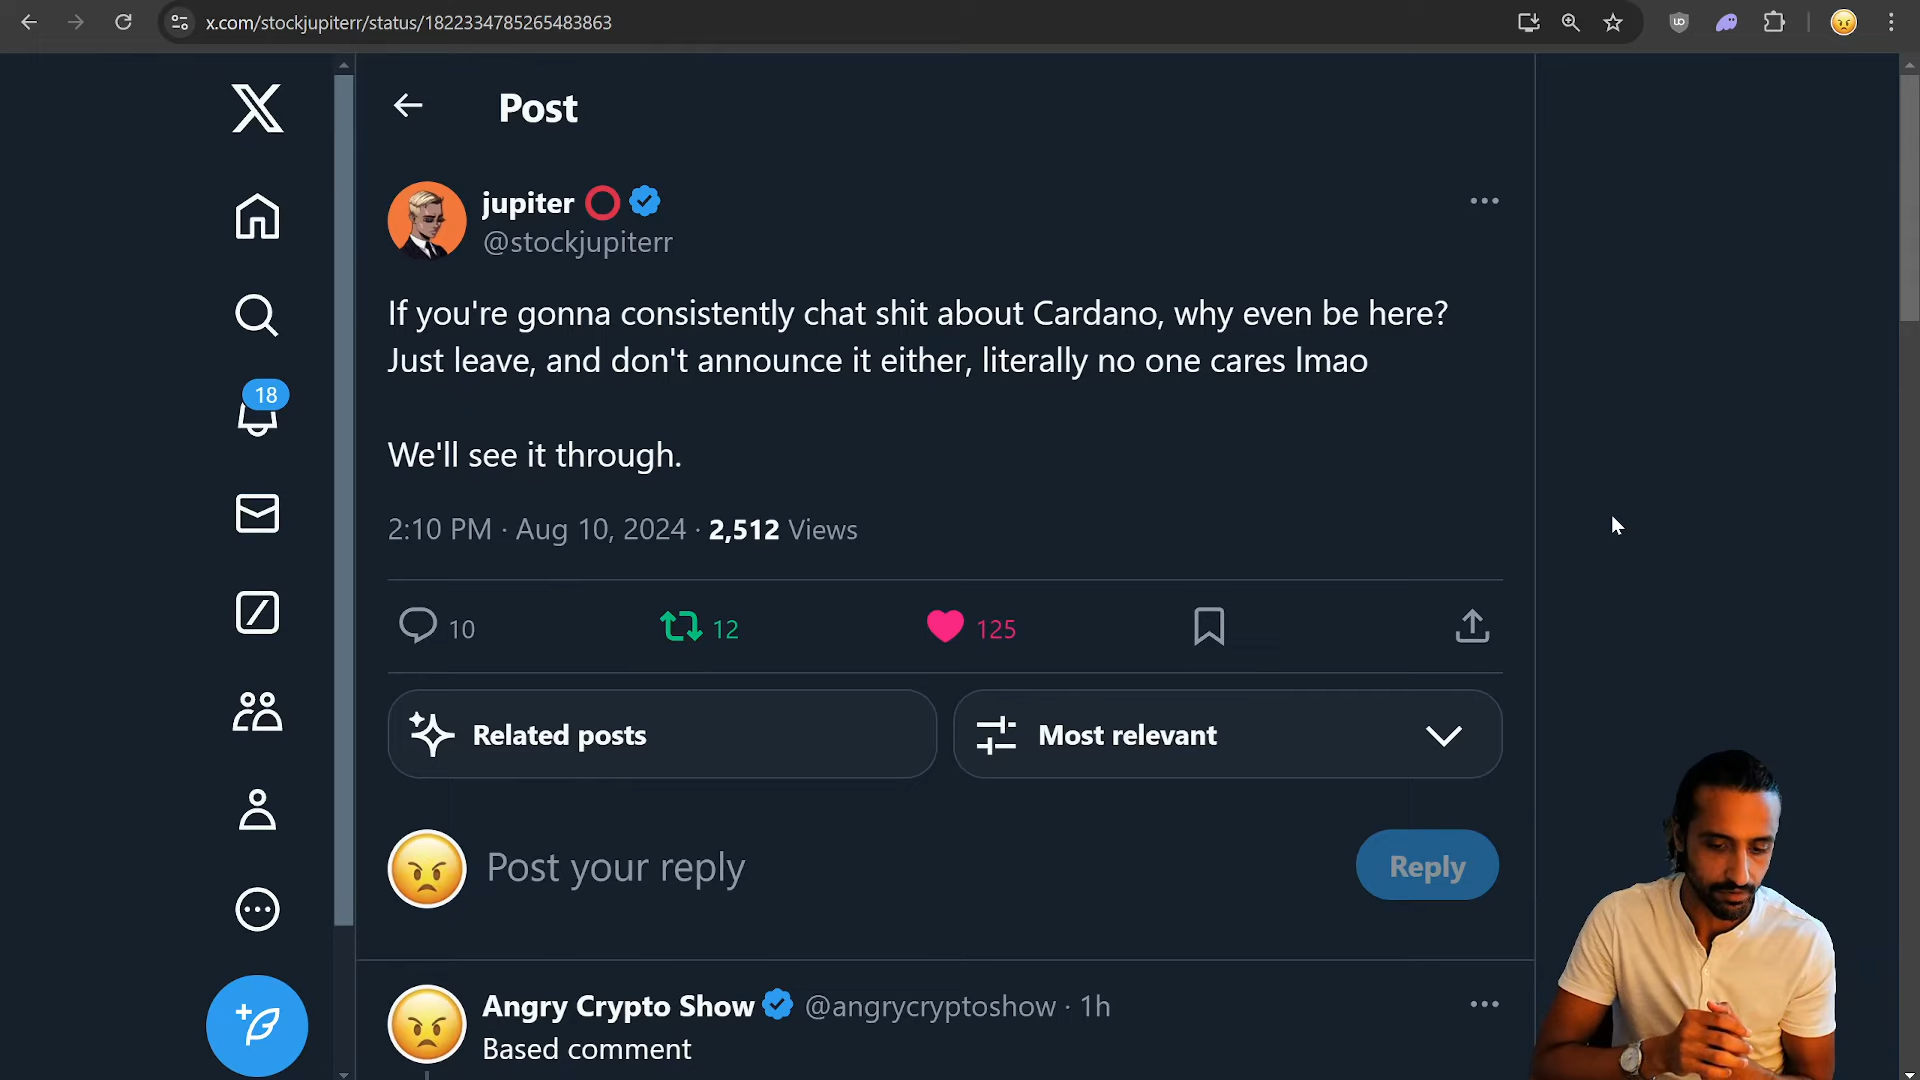 x.com/stockjupiterr/status/1822334785265483863
Post
jupiter
@stockjupiterr
If you're gonna consistently chat shit about Cardano, why even be here?
Just leave, and don't announce it either, literally no one cares lmao
We'll see it through.
2:10 PM · Aug 10, 2024 · 2,512 Views
18
10
12
125
Related posts
Most relevant
Post your reply
Reply
Angry Crypto Show @angrycryptoshow · 1h
Based comment